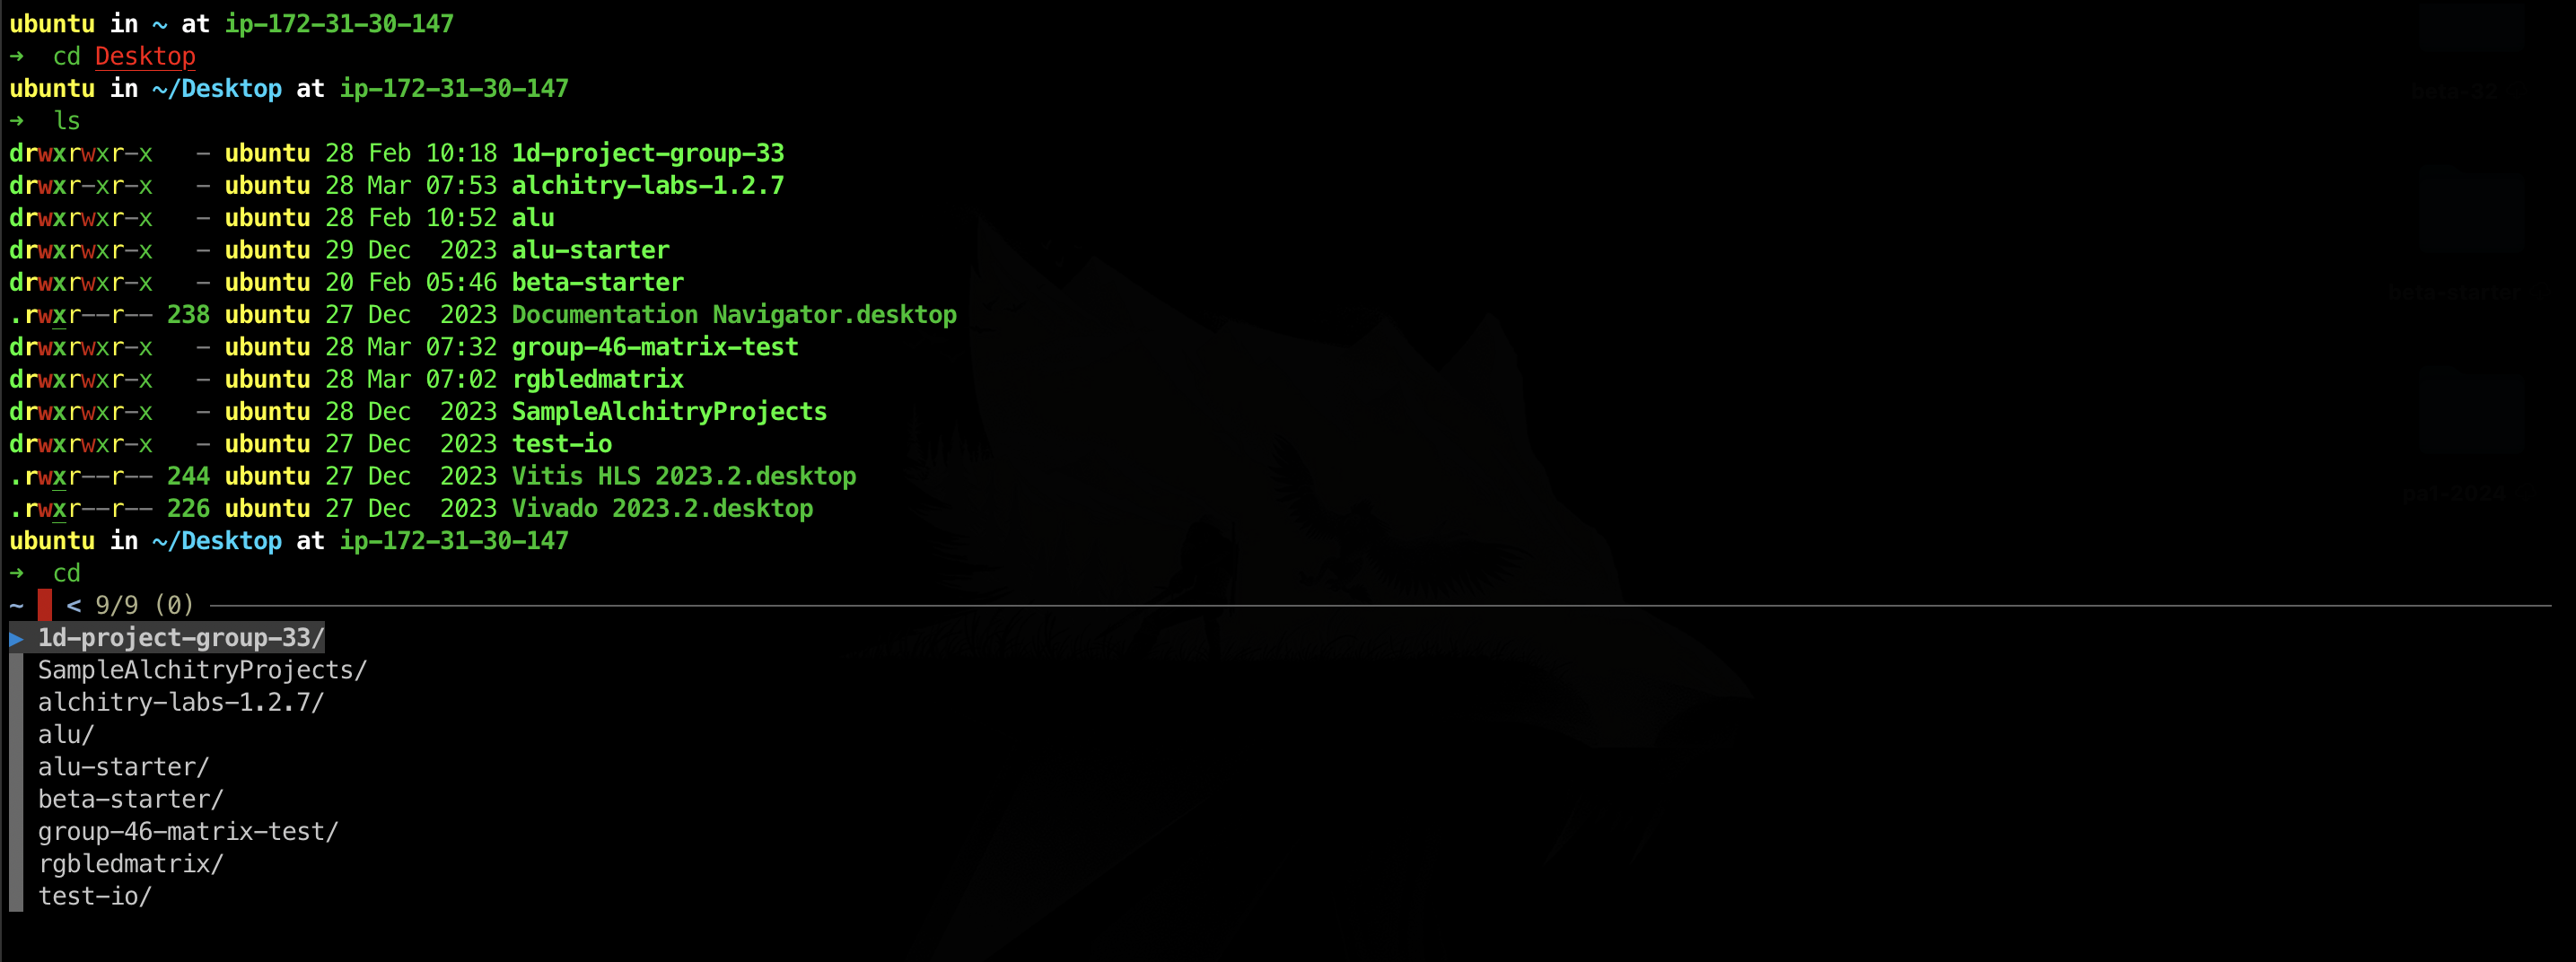 ubuntu in ~ at ip-172-31-30-147
➜  cd Desktop
ubuntu in ~/Desktop at ip-172-31-30-147
➜  ls
drwxrwxr-x   - ubuntu 28 Feb 10:18 1d-project-group-33
drwxr-xr-x   - ubuntu 28 Mar 07:53 alchitry-labs-1.2.7
drwxrwxr-x   - ubuntu 28 Feb 10:52 alu
drwxrwxr-x   - ubuntu 29 Dec  2023 alu-starter
drwxrwxr-x   - ubuntu 20 Feb 05:46 beta-starter
.rwxr--r-- 238 ubuntu 27 Dec  2023 Documentation Navigator.desktop
drwxrwxr-x   - ubuntu 28 Mar 07:32 group-46-matrix-test
drwxrwxr-x   - ubuntu 28 Mar 07:02 rgbledmatrix
drwxrwxr-x   - ubuntu 28 Dec  2023 SampleAlchitryProjects
drwxrwxr-x   - ubuntu 27 Dec  2023 test-io
.rwxr--r-- 244 ubuntu 27 Dec  2023 Vitis HLS 2023.2.desktop
.rwxr--r-- 226 ubuntu 27 Dec  2023 Vivado 2023.2.desktop
ubuntu in ~/Desktop at ip-172-31-30-147
➜  cd
~   < 9/9 (0)
▶ 1d-project-group-33/
SampleAlchitryProjects/
alchitry-labs-1.2.7/
alu/
alu-starter/
beta-starter/
group-46-matrix-test/
rgbledmatrix/
test-io/
beta-32
beta-starter
pa1-2024